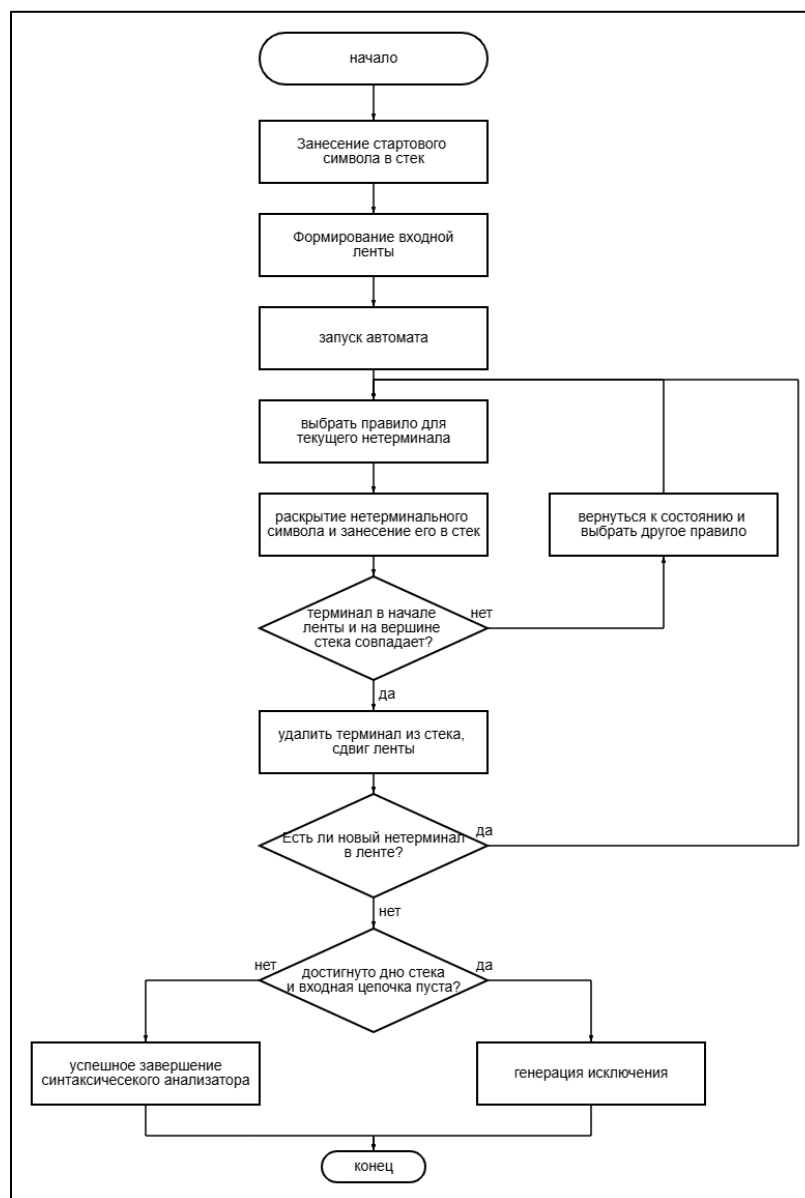 начало
Занесение стартового
символа в стек
Формирование входной
ленты
запуск автомата
выбрать правило для
текущего нетерминала
раскрытие нетерминального
символа и занесение его в стек
вернуться к состоянию и
выбрать другое правило
терминал в начале
ленты и на вершине
стека совпадает?
нет
да
удалить терминал из стека,
сдвиг ленты
Есть ли новый нетерминал
в ленте?
да
нет
достигнуто дно стека
и входная цепочка пуста?
нет
да
успешное завершение
синтаксичесекого анализатора
генерация исключения
конец